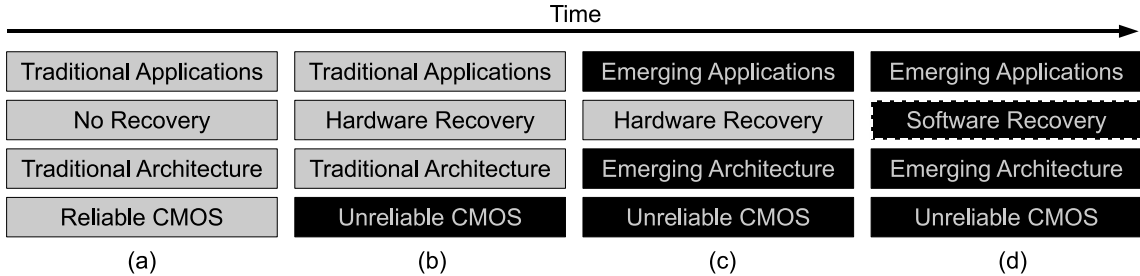 Time
Traditional Applications
Traditional Applications
Emerging Applications
Emerging Applications
No Recovery
Hardware Recovery
Hardware Recovery
Software Recovery
Traditional Architecture
Traditional Architecture
Emerging Architecture
Emerging Architecture
Reliable CMOS
Unreliable CMOS
Unreliable CMOS
Unreliable CMOS
(a)
(b)
(c)
(d)